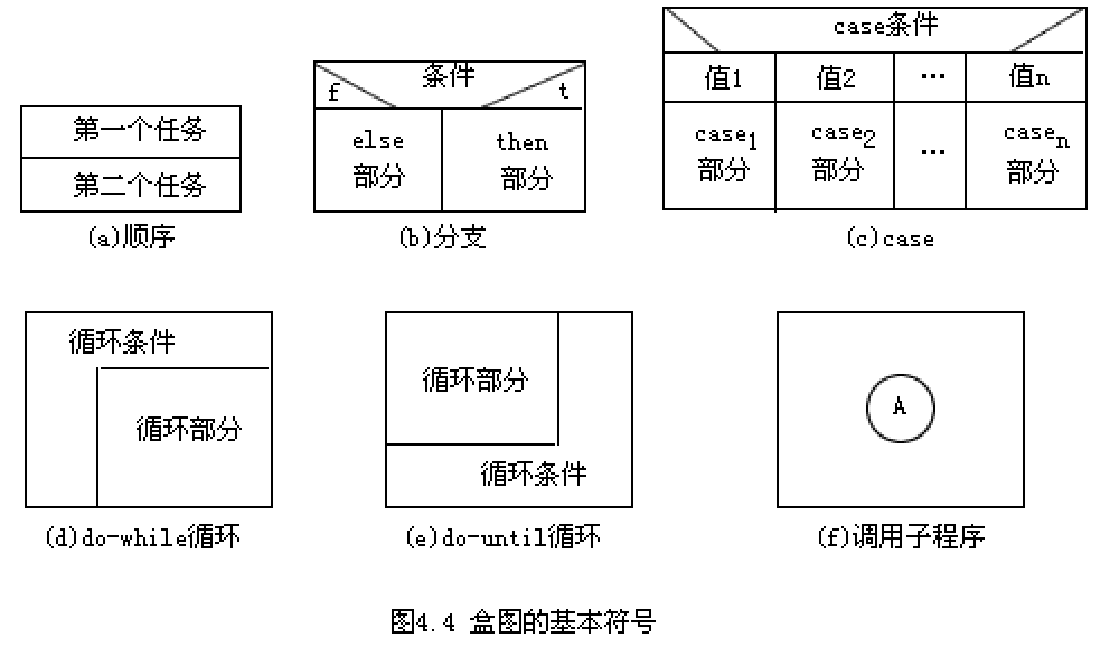 第一个任务
第二个任务
(a)顺序
条件
f
t
else
部分
then
部分
(b)分支
case条件
值1
值2
…
值n
case1
部分
case2
部分
…
casen
部分
(c)case
循环条件
循环部分
(d)do-while循环
循环部分
循环条件
(e)do-until循环
A
(f)调用子程序
图4.4 盒图的基本符号